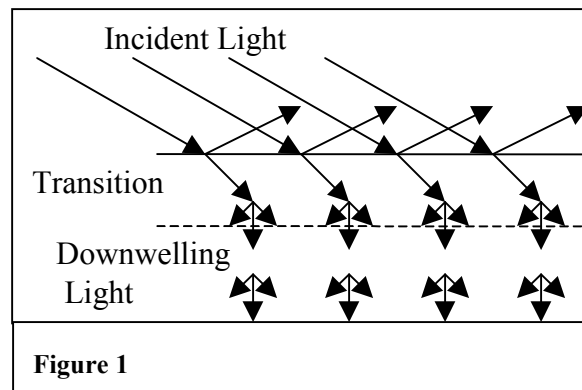 Incident Light
Transition
Downwelling
Light
Figure 1